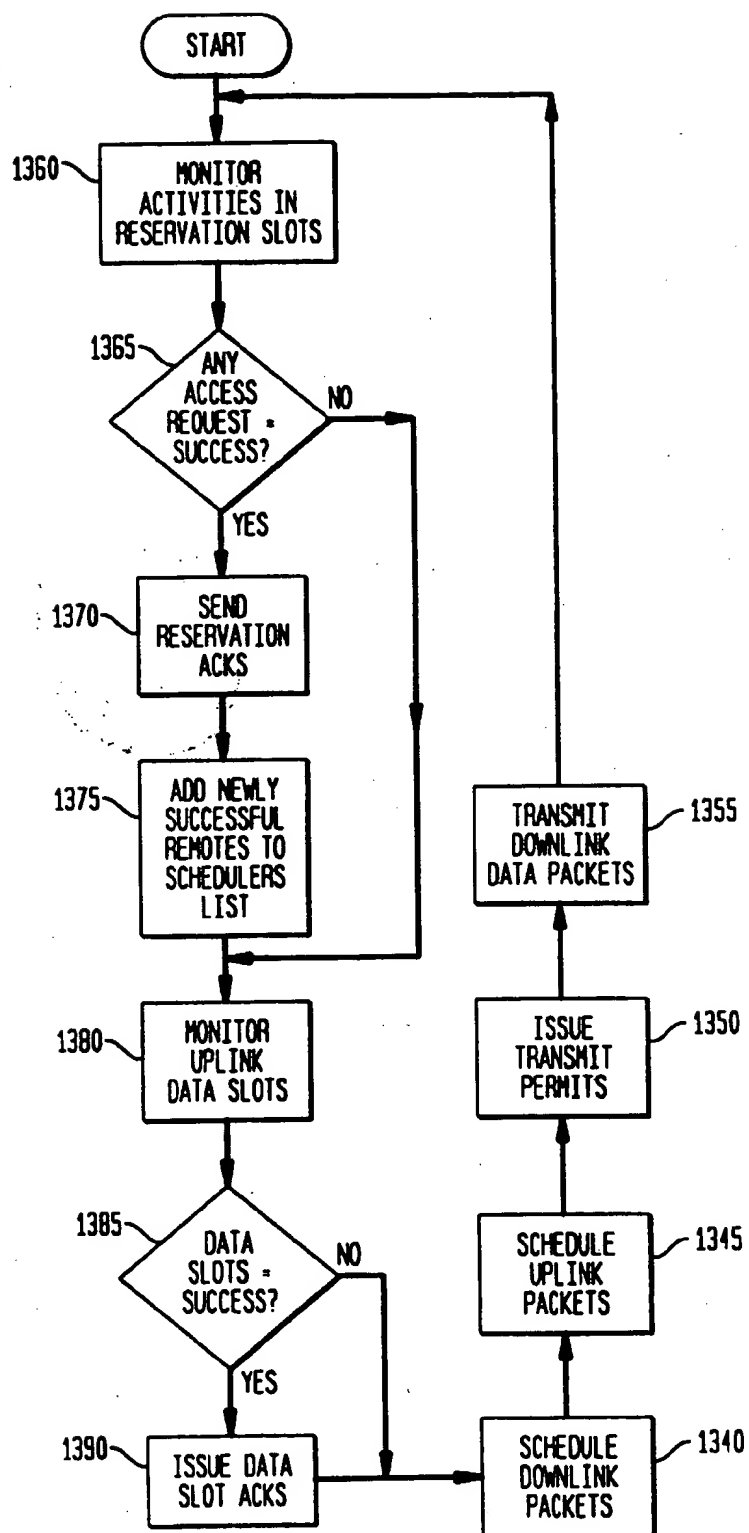 START
1360
MONITOR
ACTIVITIES IN
RESERVATION SLOTS
1365
ANY
ACCESS
REQUEST =
SUCCESS?
NO
YES
1370
SEND
RESERVATION
ACKS
1375
ADD NEWLY
SUCCESSFUL
REMOTES TO
SCHEDULERS
LIST
1380
MONITOR
UPLINK
DATA SLOTS
1385
DATA
SLOTS =
SUCCESS?
NO
YES
1390
ISSUE DATA
SLOT ACKS
SCHEDULE
DOWNLINK
PACKETS
1340
SCHEDULE
UPLINK
PACKETS
1345
ISSUE
TRANSMIT
PERMITS
1350
TRANSMIT
DOWNLINK
DATA PACKETS
1355